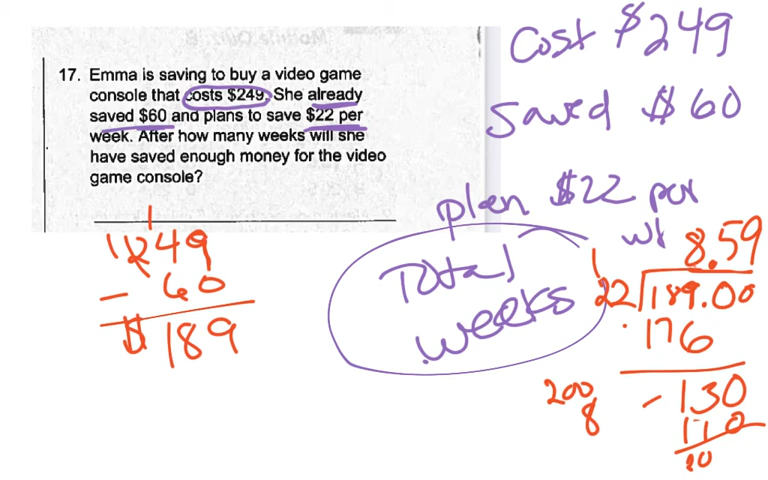 17. Emma is saving to buy a video game
console that costs $249. She already
saved $60 and plans to save $22 per
week. After how many weeks will she
have saved enough money for the video
game console?
Cost $249
Saved $60
plan $22 per
wk
Total
weeks
1
1249
- 60
$ 189
1
8.59
22 189.00
176
- 130
110
20
200
8